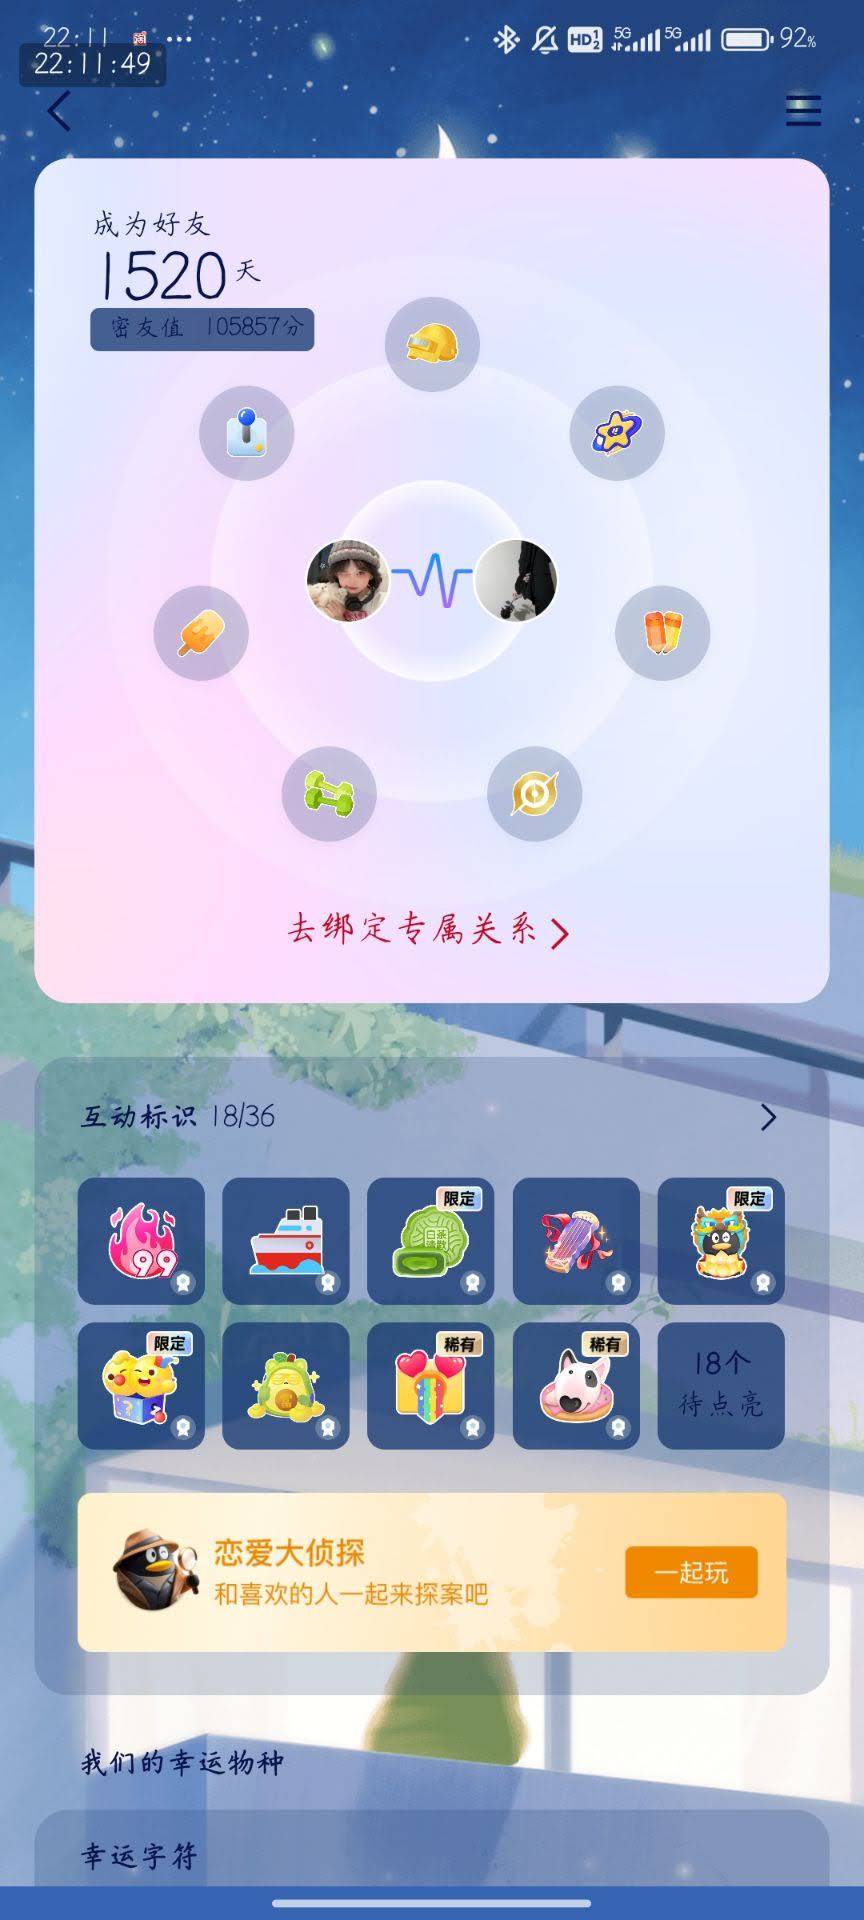 22:11
22:11:49
HD 1 2 5G 5G 92%
成为好友
1520天
密友值 105857分
去绑定专属关系
互动标识 18/36
99
限定
限定
限定
稀有
稀有
18个
待点亮
恋爱大侦探
和喜欢的人一起来探案吧
一起玩
我们的幸运物种
幸运字符